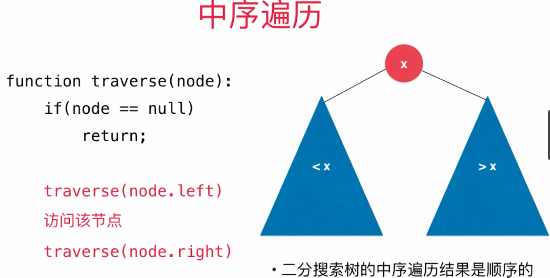 中序遍历
function traverse(node):
if(node == null)
return;
traverse(node.left)
访问该节点
traverse(node.right)
x
< x
> x
• 二分搜索树的中序遍历结果是顺序的